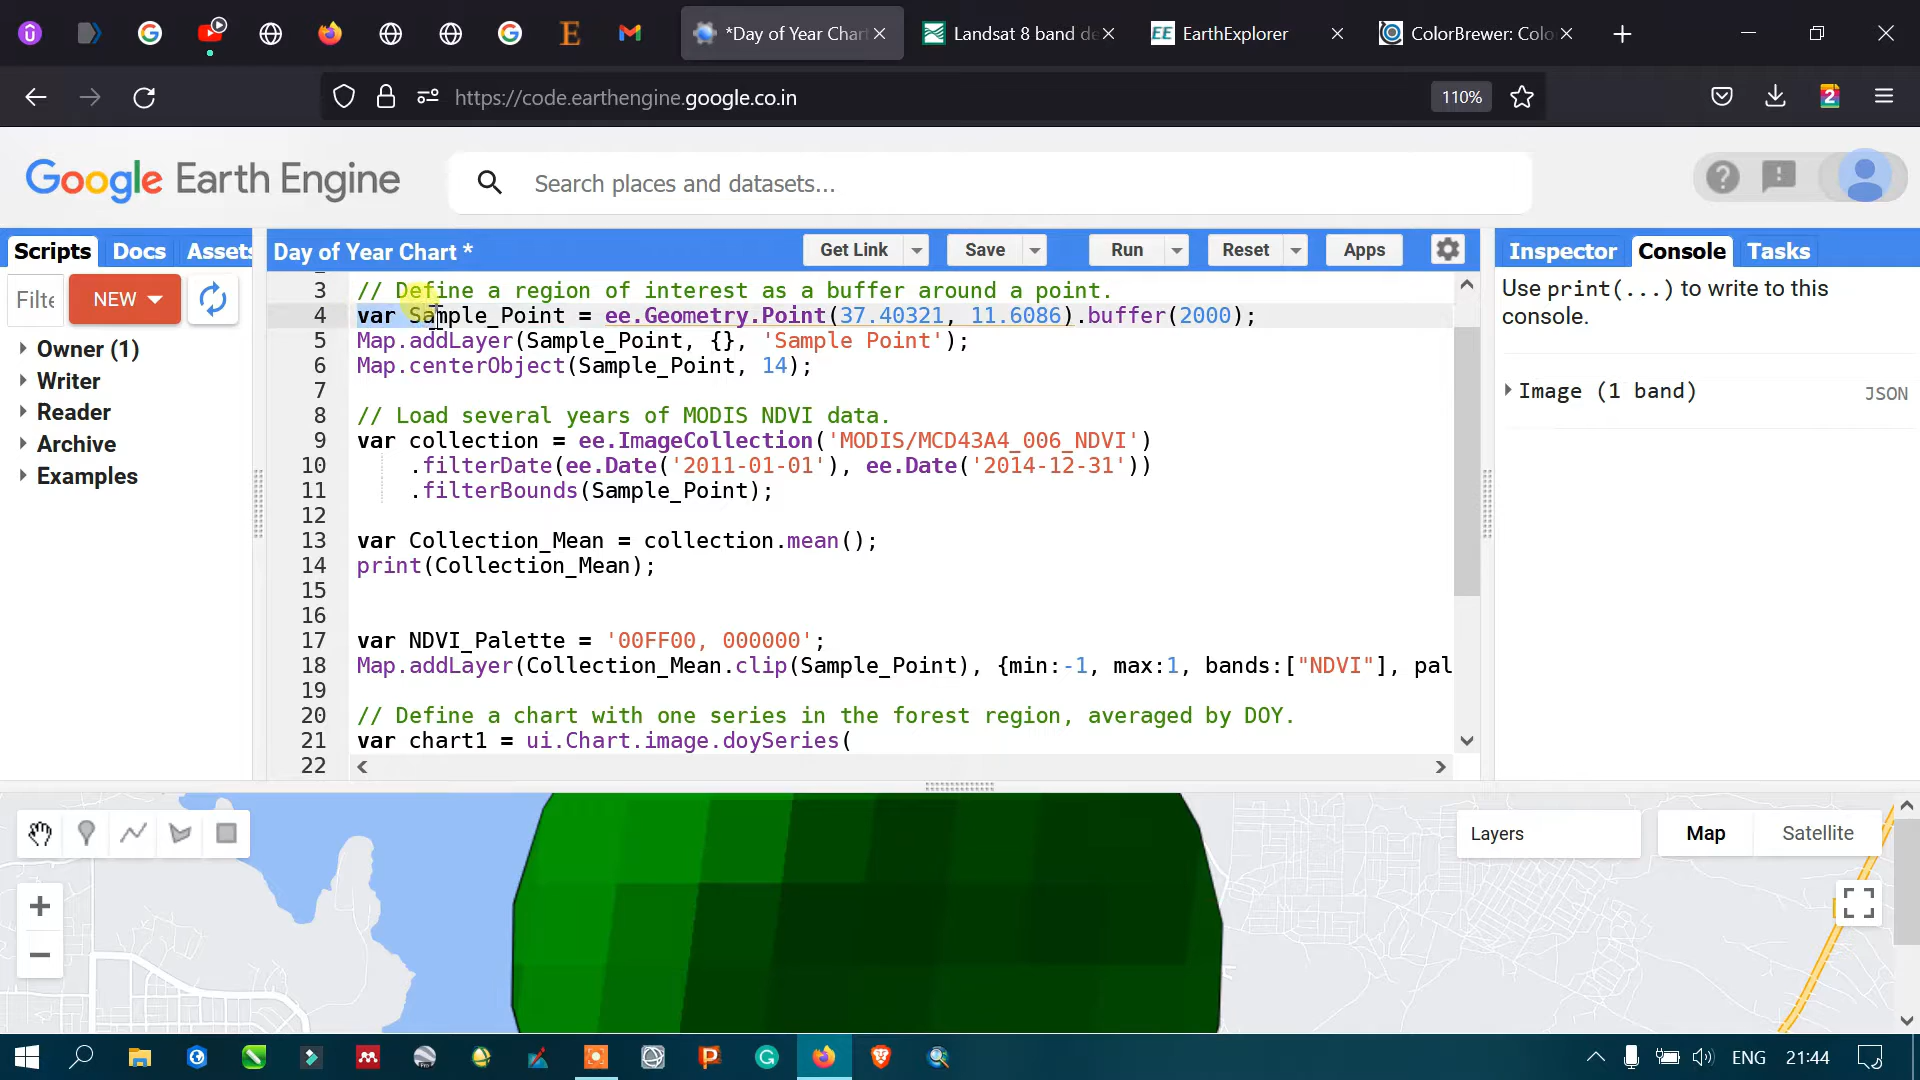 *Day of Year Char
Landsat 8 band de
EarthExplorer
ColorBrewer: Colo
https://code.earthengine.google.co.in
110%
2
Google Earth Engine
Search places and datasets...
Scripts
Docs
Assets
Day of Year Chart *
Get Link
Save
Run
Reset
Apps
Inspector
Console
Tasks
Filte
NEW
Owner (1)
Writer
Reader
Archive
Examples
3 // Define a region of interest as a buffer around a point.
4 var Sample_Point = ee.Geometry.Point(37.40321, 11.6086).buffer(2000);
5 Map.addLayer(Sample_Point, {}, 'Sample Point');
6 Map.centerObject(Sample_Point, 14);
7
8 // Load several years of MODIS NDVI data.
9 var collection = ee.ImageCollection('MODIS/MCD43A4_006_NDVI')
10 .filterDate(ee.Date('2011-01-01'), ee.Date('2014-12-31'))
11 .filterBounds(Sample_Point);
12
13 var Collection_Mean = collection.mean();
14 print(Collection_Mean);
15
16
17 var NDVI_Palette = '00FF00, 000000';
18 Map.addLayer(Collection_Mean.clip(Sample_Point), {min:-1, max:1, bands:["NDVI"], pal
19
20 // Define a chart with one series in the forest region, averaged by DOY.
21 var chart1 = ui.Chart.image.doySeries(
22
Use print(...) to write to this
console.
Image (1 band)
JSON
Layers
Map
Satellite
ENG
21:44